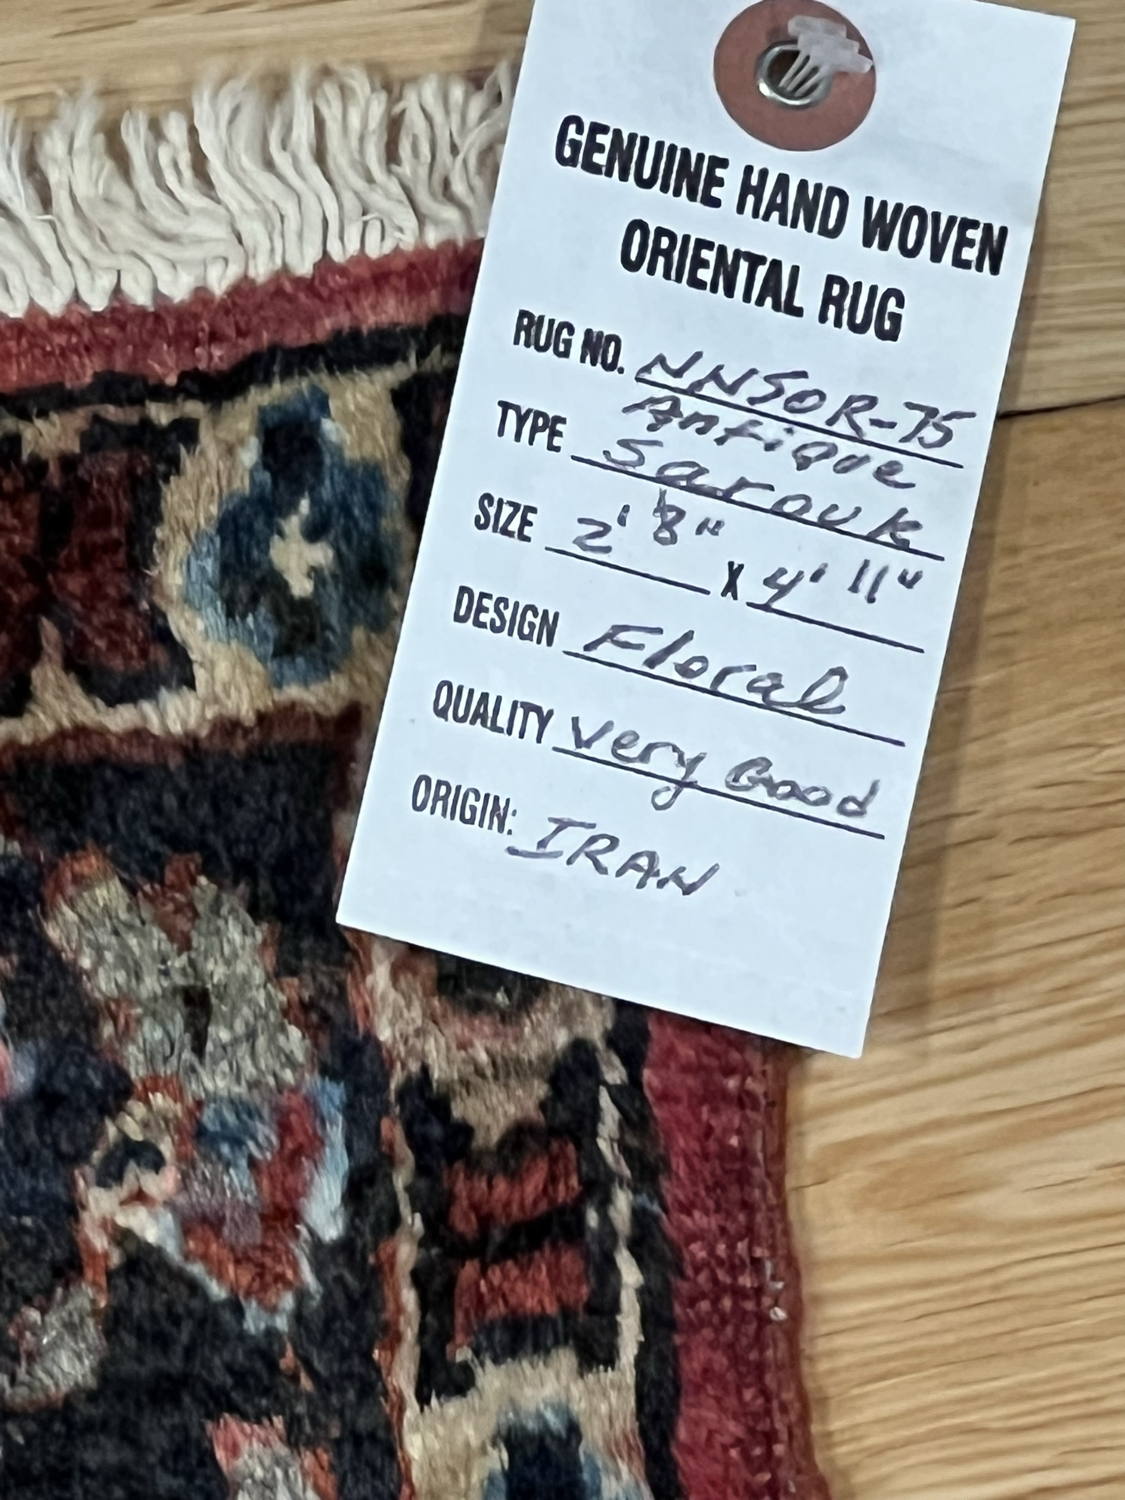 GENUINE HAND WOVEN
ORIENTAL RUG
RUG NO. NNSOR-75
Antique
TYPE Sarouk
SIZE 2' 8" X 4' 11"
DESIGN Floral
QUALITY Very Good
ORIGIN: IRAN